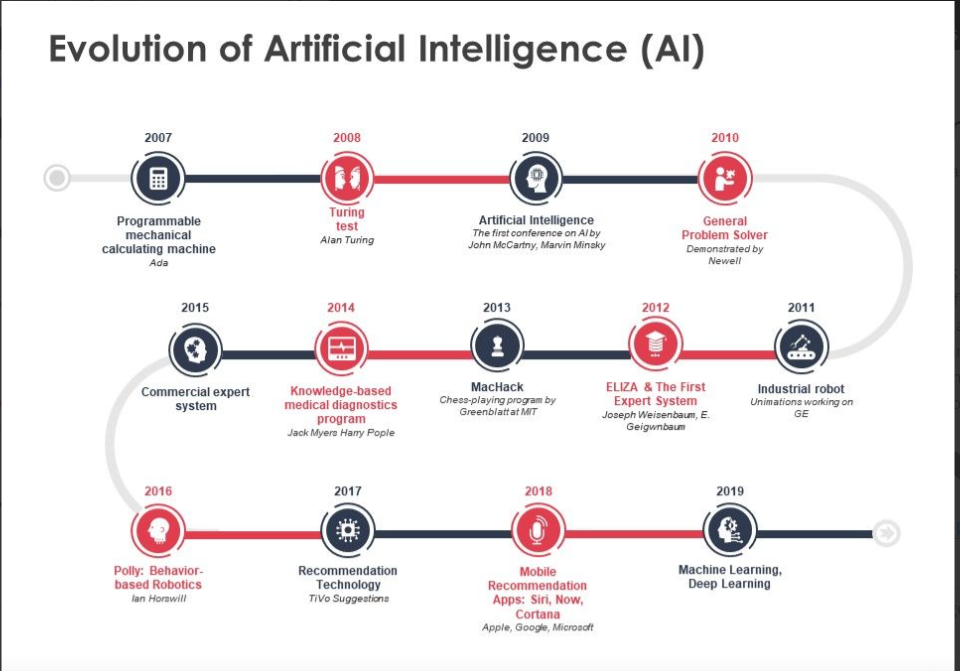 Evolution of Artificial Intelligence (AI)
2007
Programmable
mechanical
calculating machine
Ada
2008
Turing
test
Alan Turing
2009
Artificial Intelligence
The first conference on AI by
John McCartny, Marvin Minsky
2010
General
Problem Solver
Demonstrated by
Newell
2011
Industrial robot
Unimations working on
GE
2012
ELIZA & The First
Expert System
Joseph Weisenbaum, E.
Geigwnbaum
2013
MacHack
Chess-playing program by
Greenblatt at MIT
2014
Knowledge-based
medical diagnostics
program
Jack Myers Harry Pople
2015
Commercial expert
system
2016
Polly: Behavior-
based Robotics
Ian Horswill
2017
Recommendation
Technology
TiVo Suggestions
2018
Mobile
Recommendation
Apps: Siri, Now,
Cortana
Apple, Google, Microsoft
2019
Machine Learning,
Deep Learning